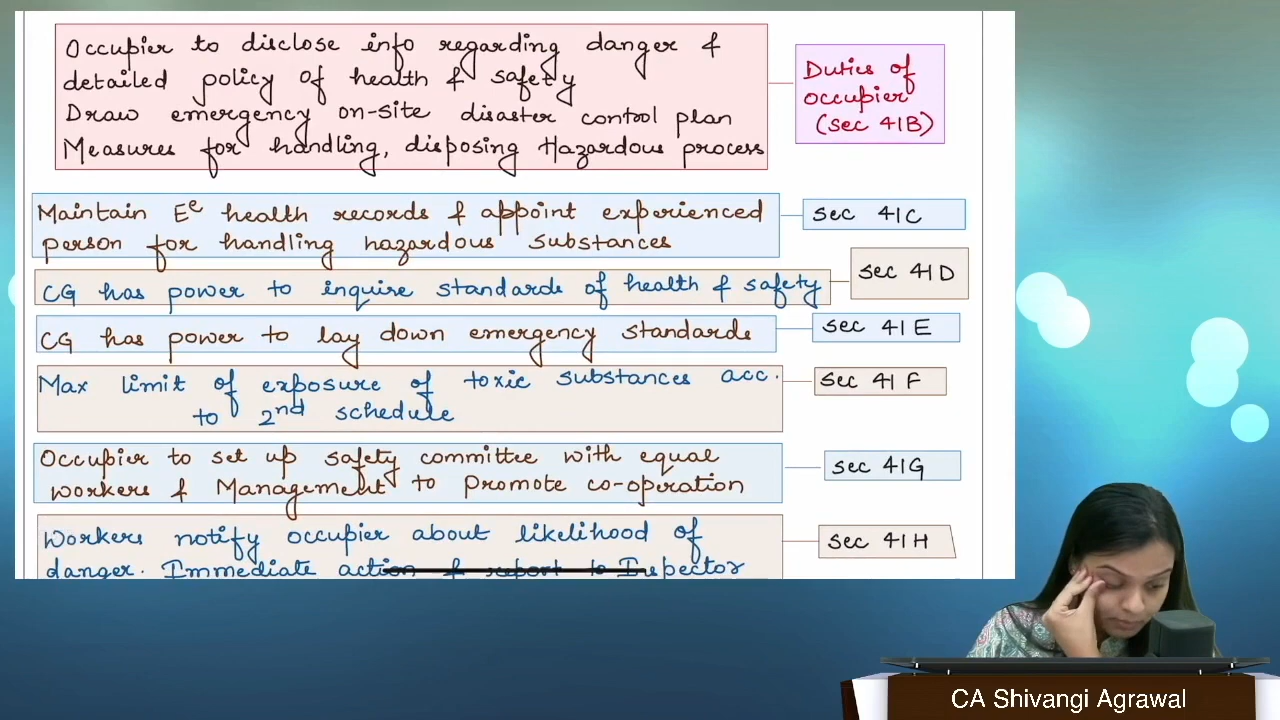 Occupier to disclose info regarding danger &
detailed policy of health & safety
Draw emergency on-site disaster control plan
Measures for handling, disposing Hazardous process
Duties of
occupier
(sec 41B)
Maintain Ee health records & appoint experienced
person for handling hazardous substances
sec 41C
CG has power to inquire standards of health & safety
sec 41D
CG has power to lay down emergency standards
sec 41E
Max limit of exposure of toxic substances acc.
to 2nd schedule
sec 41F
Occupier to set up safety committee with equal
workers & Management to Promote co-operation
sec 41G
Workers notify occupier about likelihood of
danger. Immediate action & report to Inspector
sec 41H
CA Shivangi Agrawal